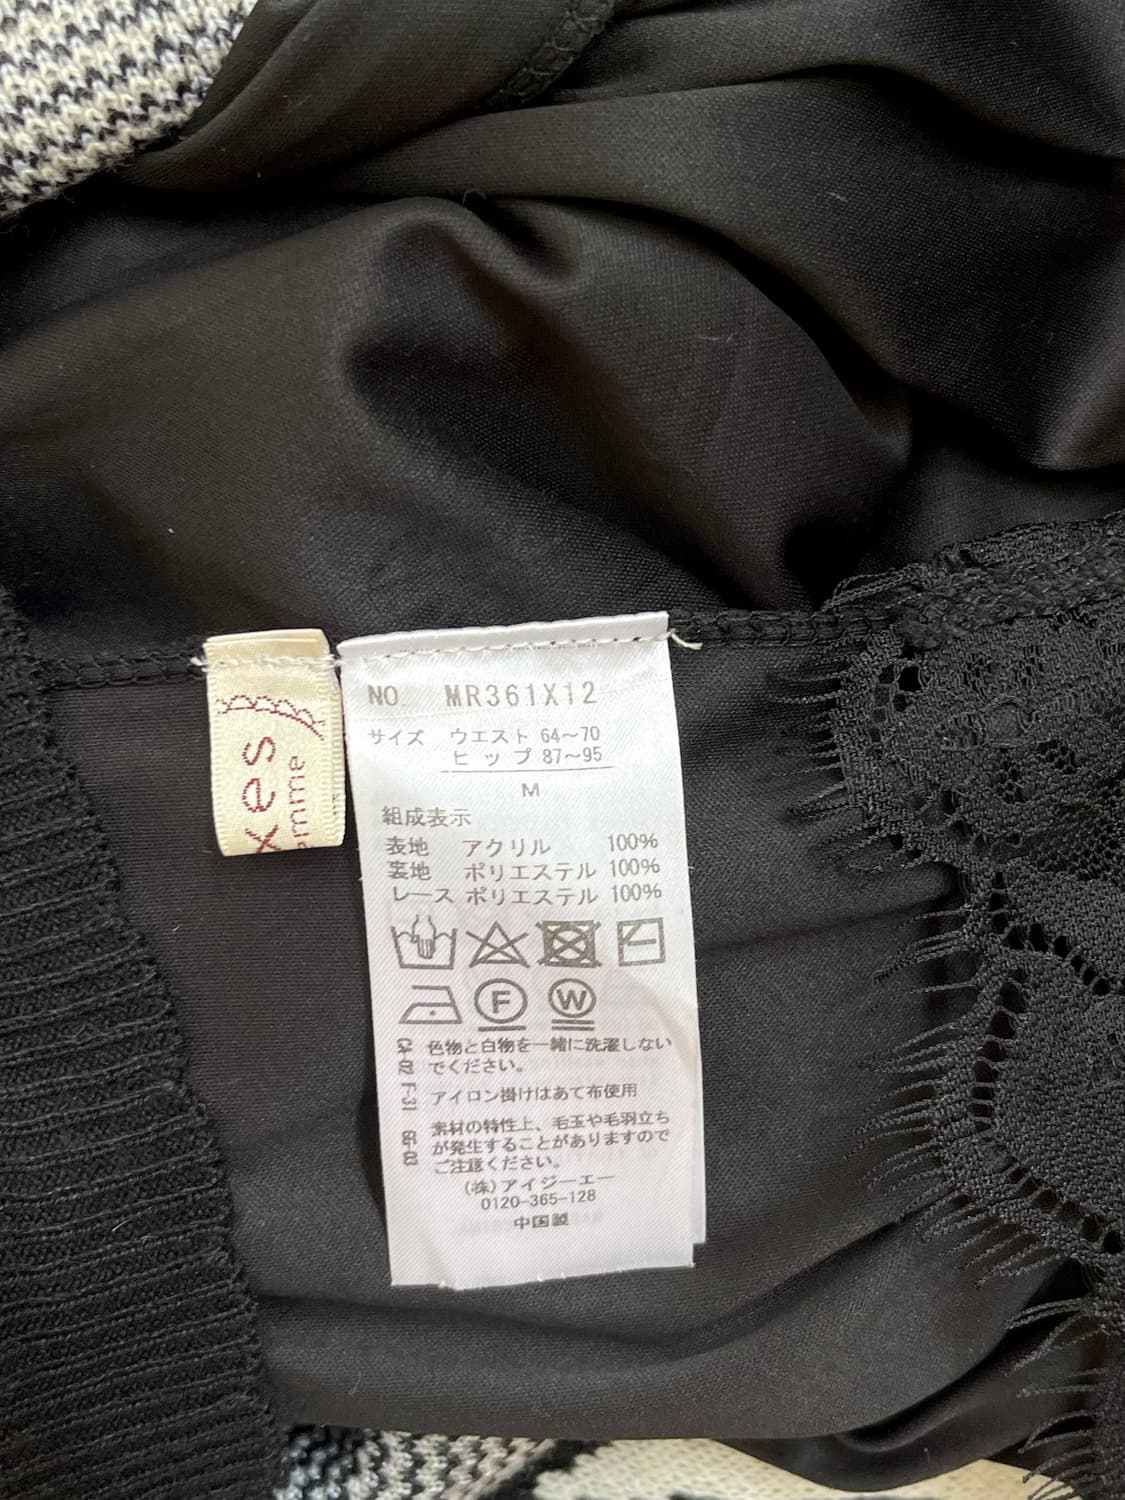 xes
emme
NO. MR361X12
サイズ ウエスト 64〜70
ヒップ 87〜95
M
組成表示
表地 アクリル 100%
裏地 ポリエステル 100%
レース ポリエステル 100%
F W
色物と白物を一緒に洗濯しない
でください。
F-31 アイロン掛けはあて布使用
素材の特性上、毛玉や毛羽立ち
が発生することがありますので
ご注意ください。
(株)アイジーエー
0120-365-128
中国製